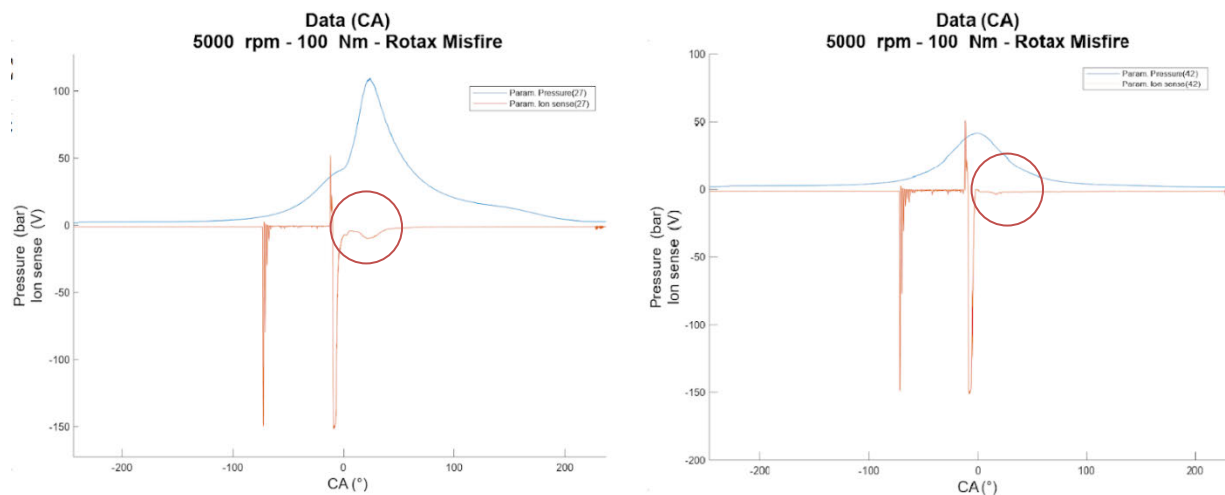 Data (CA)
5000 rpm - 100 Nm - Rotax Misfire
Param. Pressure(27)
Param. Ion sense(27)
100
50
0
-50
-100
-150
Pressure (bar)
Ion sense (V)
-200
-100
0
100
200
CA (°)
Data (CA)
5000 rpm - 100 Nm - Rotax Misfire
Param. Pressure(42)
Param. Ion sense(42)
100
50
0
-50
-100
-150
-200
Pressure (bar)
Ion sense (V)
-200
-100
0
100
200
CA (°)